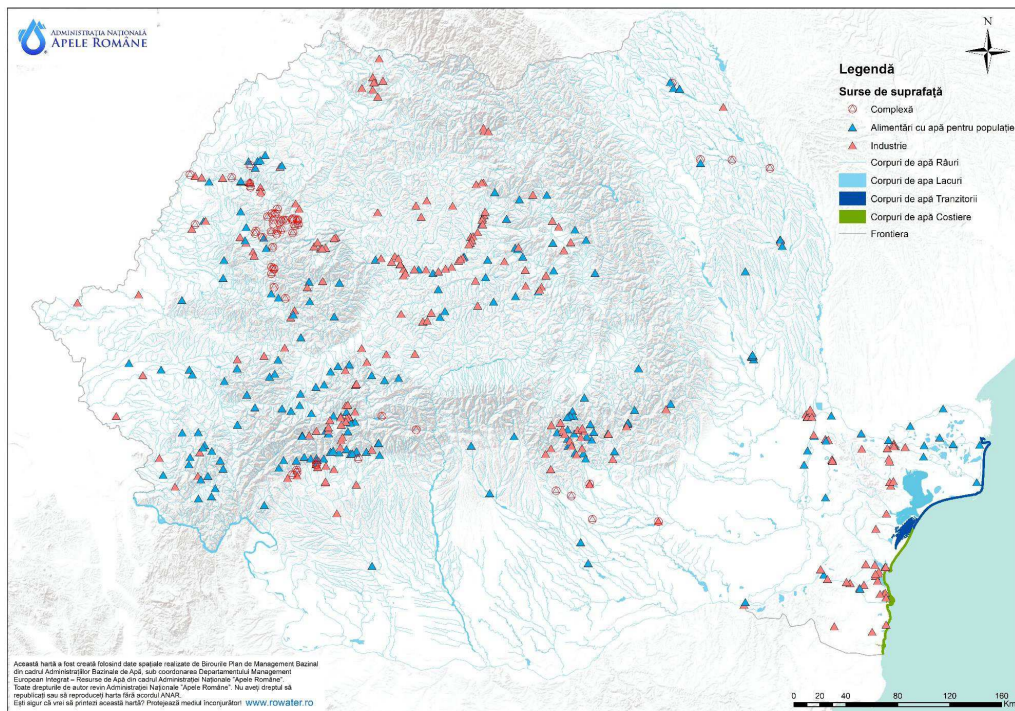 ADMINISTRAȚIA NAȚIONALĂ
APELE ROMÂNE
N
Legendă
Surse de suprafață
Complexă
Alimentări cu apă pentru populație
Industrie
Corpuri de apă Râuri
Corpuri de apa Lacuri
Corpuri de apă Tranzitorii
Corpuri de apă Costiere
Frontiera
Această hartă a fost creată folosind date spațiale realizate de Birourile Plan de Management Bazinal
din cadrul Administrațiilor Bazinale de Apă, sub coordonarea Departamentului Management
European Integrat – Resurse de Apă din cadrul Administrației Naționale "Apele Române".
Toate drepturile de autor revin Administrației Naționale "Apele Române". Nu aveți dreptul să
republicați sau să reproduceți harta fără acordul ANAR.
Ești sigur că vrei să printezi această hartă? Protejează mediul înconjurător! www.rowater.ro
0 20 40 80 120 160
Km